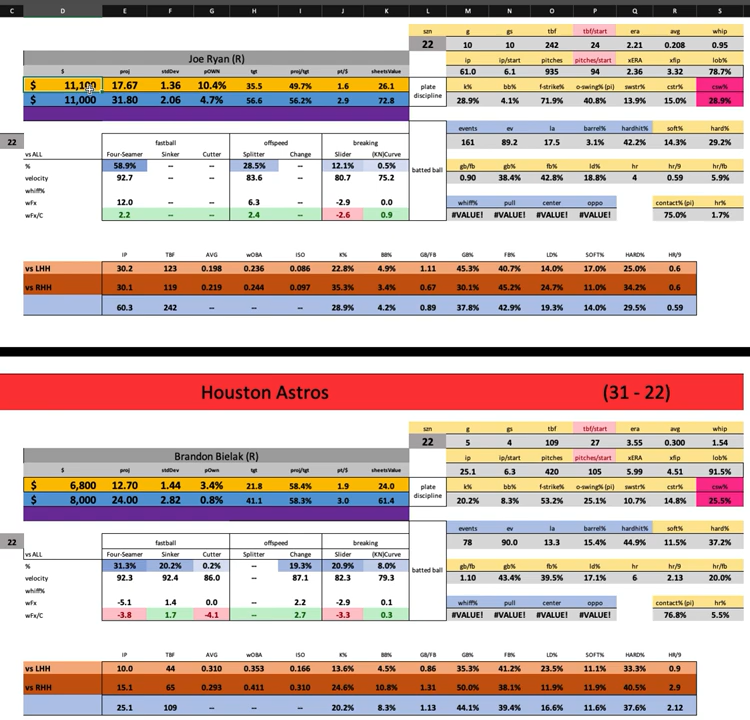 C D E F G H I J K L M N O P Q R S
szn g gs tbf tbf/start era avg whip
22 10 10 242 24 2.21 0.208 0.95
Joe Ryan (R) ip ip/start pitches pitches/start xERA xfip lob%
$ proj stdDev pOWN tgt proj/tgt pt/$ sheetsValue 61.0 6.1 935 94 2.36 3.32 78.7%
$ 11,100 17.67 1.36 10.4% 35.5 49.7% 1.6 26.1 plate discipline k% bb% f-strike% o-swing% (pi) swstr% cstr% csw%
$ 11,000 31.80 2.06 4.7% 56.6 56.2% 2.9 72.8 28.9% 4.1% 71.9% 40.8% 13.9% 15.0% 28.9%
events ev la barrel% hardhit% soft% hard%
22 fastball offspeed breaking 161 89.2 17.5 3.1% 42.2% 14.3% 29.2%
vs ALL Four-Seamer Sinker Cutter Splitter Change Slider (KN)Curve
% 58.9% -- -- 28.5% -- 12.1% 0.5% batted ball gb/fb gb% fb% ld% hr hr/9 hr/fb
velocity 92.7 -- -- 83.6 -- 80.7 75.2 0.90 38.4% 42.8% 18.8% 4 0.59 5.9%
whiff%
wFx 12.0 -- -- 6.3 -- -2.9 0.0 whiff% pull center oppo contact% (pi) hr%
wFx/C 2.2 -- -- 2.4 -- -2.6 0.9 #VALUE! #VALUE! #VALUE! #VALUE! 75.0% 1.7%
IP TBF AVG wOBA ISO K% BB% GB/FB GB% FB% LD% SOFT% HARD% HR/9
vs LHH 30.2 123 0.198 0.236 0.086 22.8% 4.9% 1.11 45.3% 40.7% 14.0% 17.0% 25.0% 0.6
vs RHH 30.1 119 0.219 0.244 0.097 35.3% 3.4% 0.67 30.1% 45.2% 24.7% 11.0% 34.2% 0.6
60.3 242 -- -- -- 28.9% 4.2% 0.89 37.8% 42.9% 19.3% 14.0% 29.5% 0.59
Houston Astros (31 - 22)
szn g gs tbf tbf/start era avg whip
22 5 4 109 27 3.55 0.300 1.54
Brandon Bielak (R) ip ip/start pitches pitches/start xERA xfip lob%
$ proj stdDev pOwn tgt proj/tgt pt/$ sheetsValue 25.1 6.3 420 105 5.99 4.51 91.5%
$ 6,800 12.70 1.44 3.4% 21.8 58.4% 1.9 24.0 plate discipline k% bb% f-strike% o-swing% (pi) swstr% cstr% csw%
$ 8,000 24.00 2.82 0.8% 41.1 58.3% 3.0 61.4 20.2% 8.3% 53.2% 25.1% 10.7% 14.8% 25.5%
events ev la barrel% hardhit% soft% hard%
22 fastball offspeed breaking 78 90.0 13.3 15.4% 44.9% 11.5% 37.2%
vs ALL Four-Seamer Sinker Cutter Splitter Change Slider (KN)Curve
% 31.3% 20.2% 0.2% -- 19.3% 20.9% 8.0% batted ball gb/fb gb% fb% ld% hr hr/9 hr/fb
velocity 92.3 92.4 86.0 -- 87.1 82.3 79.3 1.10 43.4% 39.5% 17.1% 6 2.13 20.0%
whiff%
wFx -5.1 1.4 0.0 -- 2.2 -2.9 0.1 whiff% pull center oppo contact% (pi) hr%
wFx/C -3.8 1.7 -4.1 -- 2.7 -3.3 0.3 #VALUE! #VALUE! #VALUE! #VALUE! 76.8% 5.5%
IP TBF AVG wOBA ISO K% BB% GB/FB GB% FB% LD% SOFT% HARD% HR/9
vs LHH 10.0 44 0.310 0.353 0.166 13.6% 4.5% 0.86 35.3% 41.2% 23.5% 11.1% 33.3% 0.9
vs RHH 15.1 65 0.293 0.411 0.310 24.6% 10.8% 1.31 50.0% 38.1% 11.9% 11.9% 40.5% 2.9
25.1 109 -- -- -- 20.2% 8.3% 1.13 44.1% 39.4% 16.6% 11.6% 37.6% 2.12